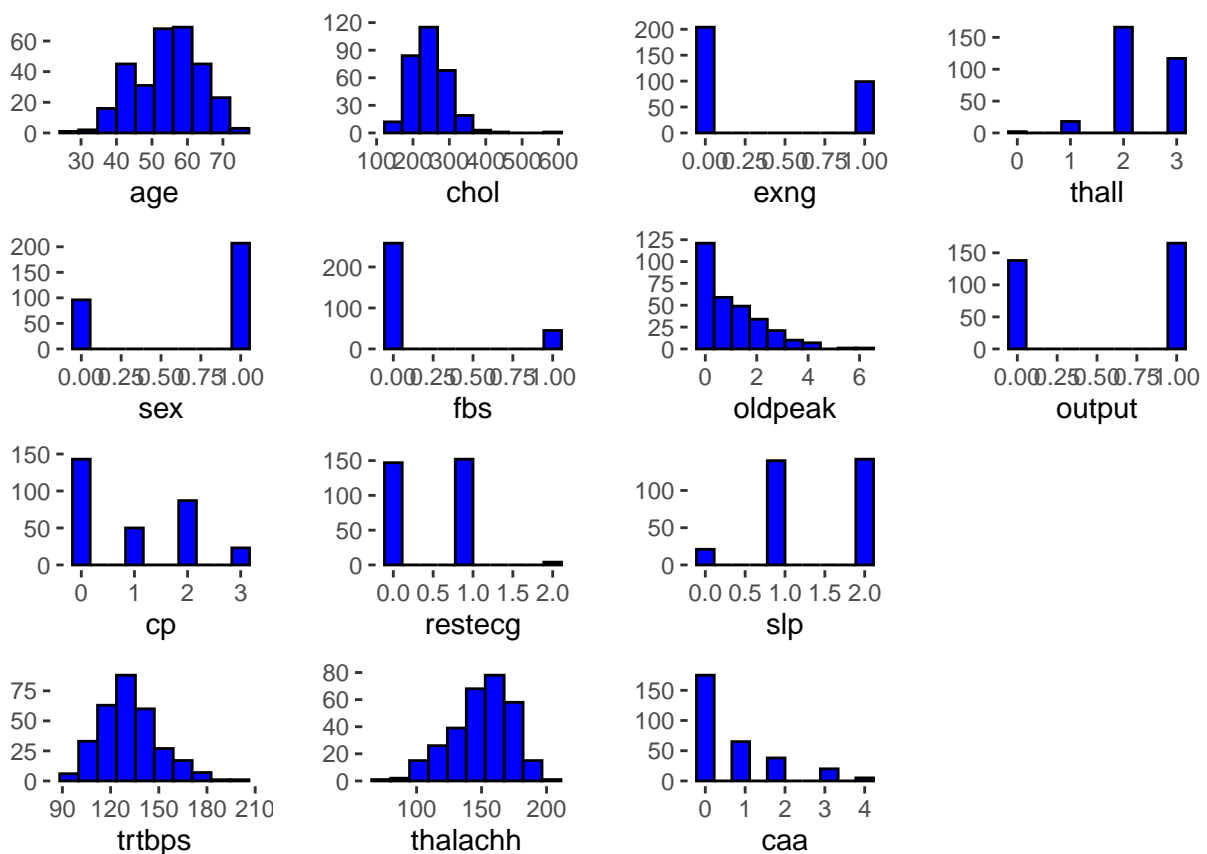 60
40
20
0
30 40 50 60 70
age
120
90
60
30
0
100 200 300 400 500 600
chol
200
150
100
50
0
0.00 0.25 0.50 0.75 1.00
exng
150
100
50
0
0 1 2 3
thall
200
150
100
50
0
0.00 0.25 0.50 0.75 1.00
sex
200
100
0
0.00 0.25 0.50 0.75 1.00
fbs
125
100
75
50
25
0
0 2 4 6
oldpeak
150
100
50
0
0.00 0.25 0.50 0.75 1.00
output
150
100
50
0
0 1 2 3
cp
150
100
50
0
0.0 0.5 1.0 1.5 2.0
restecg
100
50
0
0.0 0.5 1.0 1.5 2.0
slp
75
50
25
0
90 120 150 180 210
trtbps
80
60
40
20
0
100 150 200
thalachh
150
100
50
0
0 1 2 3 4
caa